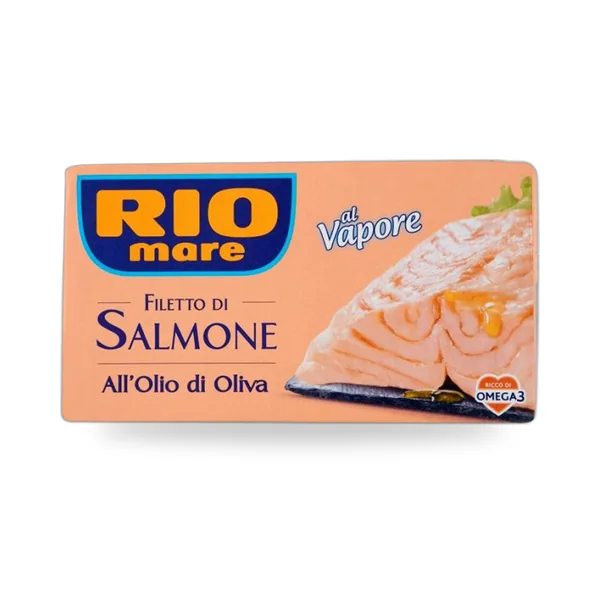 RIO
mare
al
Vapore
FILETTO DI
SALMONE
All'Olio di Oliva
RICCO DI
OMEGA3